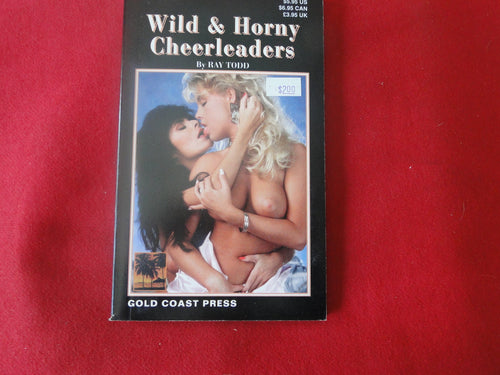 $5.95 US
$6.95 CAN
£3.95 UK
Wild & Horny
Cheerleaders
By RAY TODD
$2.00
GOLD COAST PRESS